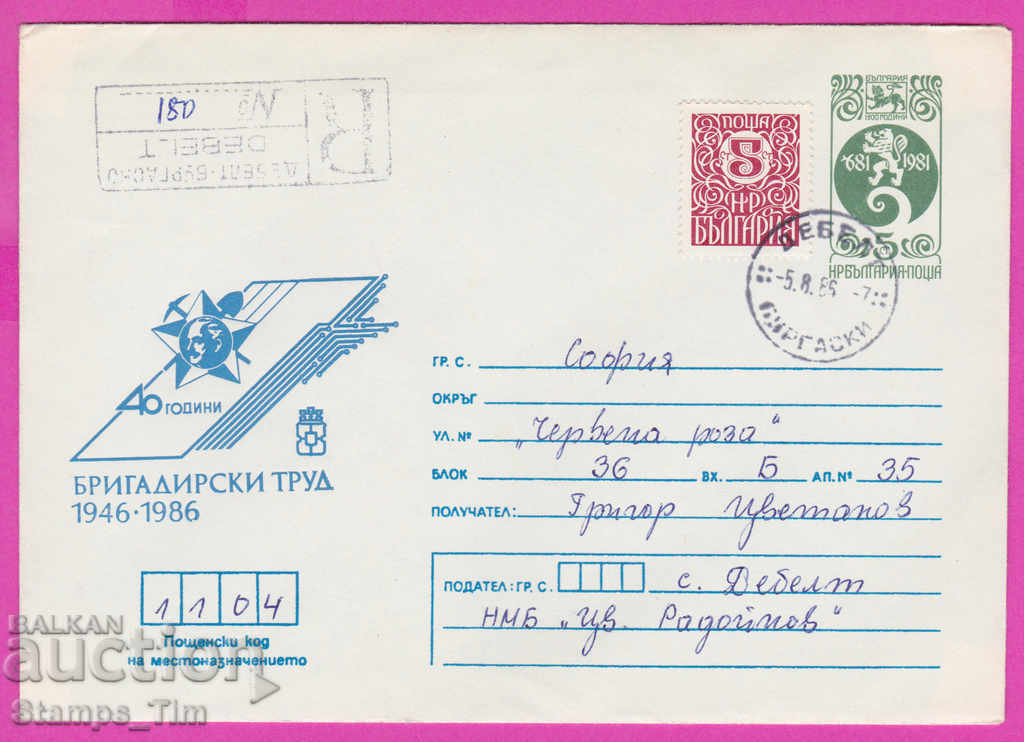 R
№ 180
DEBELT
ДЕБЕЛТ-БУРГАСКО
ПОЩА
5
НР
БЪЛГАРИЯ
БЪЛГАРИЯ
1300 ГОДИНИ
681 1981
5
НР БЪЛГАРИЯ·ПОЩА
ДЕБЕЛТ
-5.8.86 -7
БУРГАСКИ
40 ГОДИНИ
БРИГАДИРСКИ ТРУД
1946·1986
ГР. С. София
ОКРЪГ
УЛ. № „Червена роза“
БЛОК 36 ВХ. Б АП. № 35
ПОЛУЧАТЕЛ: Григор Цветанов
ПОДАТЕЛ: ГР. С. с. Дебелт
НМБ „Цв. Радойнов“
1104
Пощенски код
на местоназначението
BALKAN
auction
Stamps_Tim